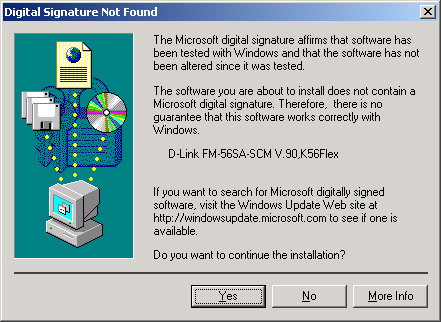 Digital Signature Not Found
The Microsoft digital signature affirms that software has
been tested with Windows and that the software has not
been altered since it was tested.
The software you are about to install does not contain a
Microsoft digital signature. Therefore, there is no
guarantee that this software works correctly with
Windows.
D-Link FM-56SA-SCM V.90,K56Flex
If you want to search for Microsoft digitally signed
software, visit the Windows Update Web site at
http://windowsupdate.microsoft.com to see if one is
available.
Do you want to continue the installation?
Yes No More Info